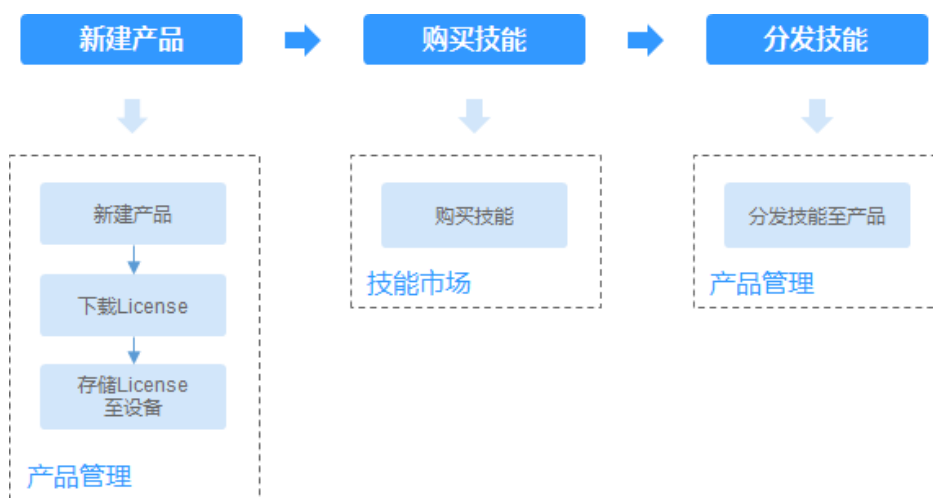 新建产品
购买技能
分发技能
新建产品
下载License
存储License
至设备
产品管理
购买技能
技能市场
分发技能至产品
产品管理